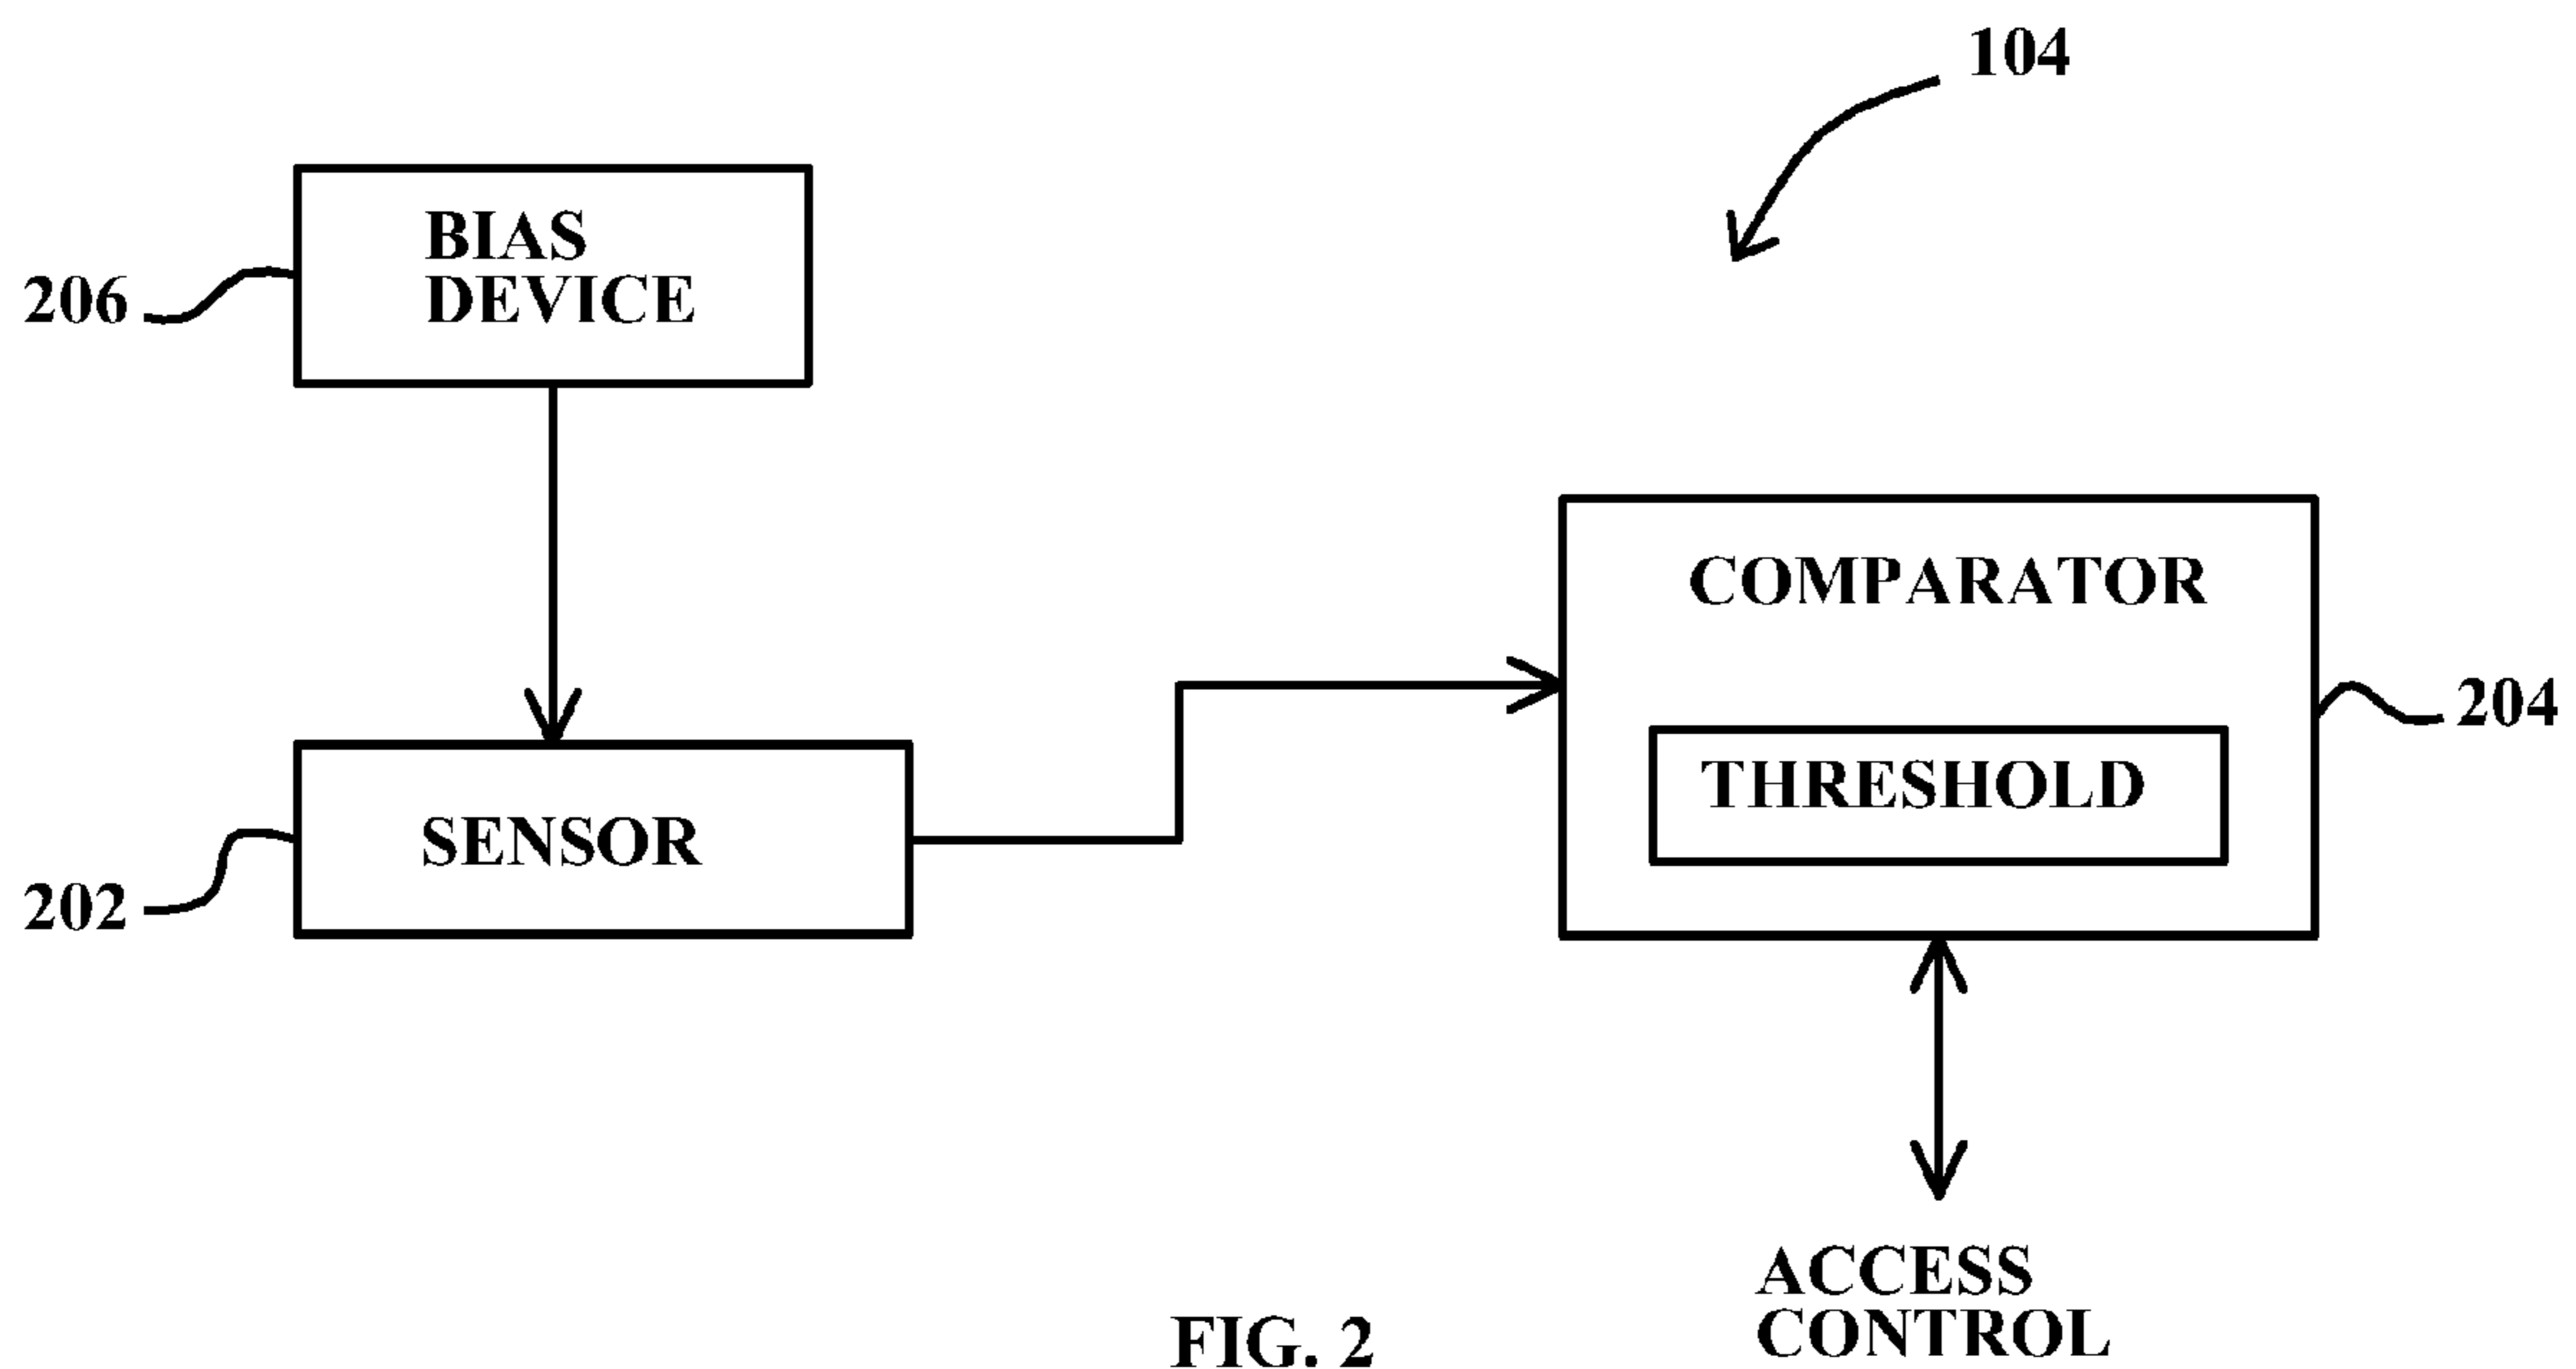 104
BIAS
DEVICE
206
COMPARATOR
204
THRESHOLD
SENSOR
202
ACCESS
CONTROL
FIG. 2